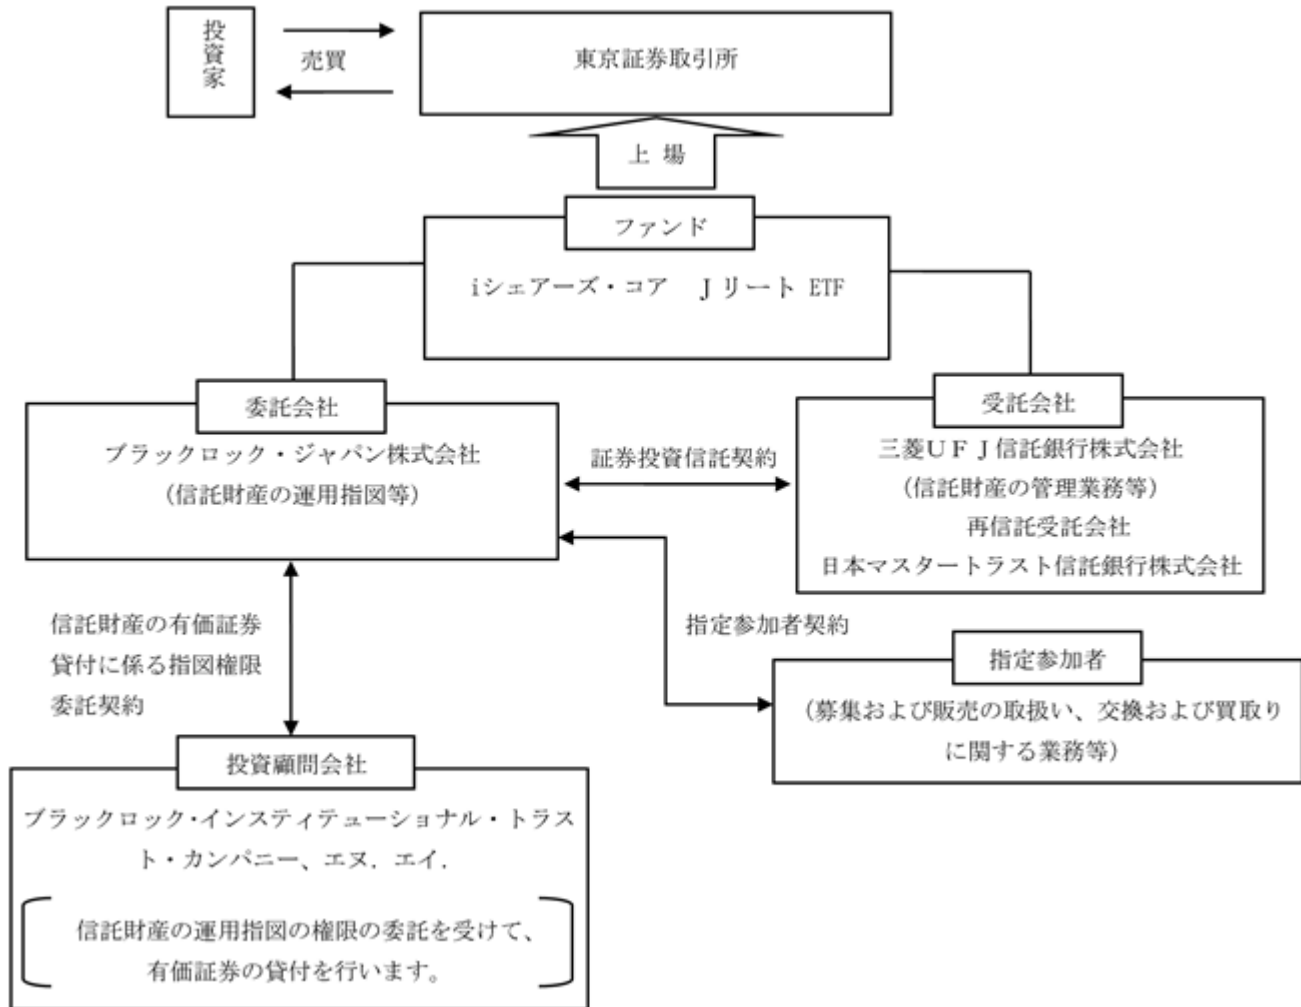 投資家
売買
東京証券取引所
上 場
ファンド
iシェアーズ・コア Jリート ETF
委託会社
ブラックロック・ジャパン株式会社
(信託財産の運用指図等)
証券投資信託契約
受託会社
三菱UFJ信託銀行株式会社
(信託財産の管理業務等)
再信託受託会社
日本マスタートラスト信託銀行株式会社
信託財産の有価証券
貸付に係る指図権限
委託契約
指定参加者契約
指定参加者
(募集および販売の取扱い、交換および買取り
に関する業務等)
投資顧問会社
ブラックロック・インスティテューショナル・トラス
ト・カンパニー、エヌ.エイ.
信託財産の運用指図の権限の委託を受けて、
有価証券の貸付を行います。